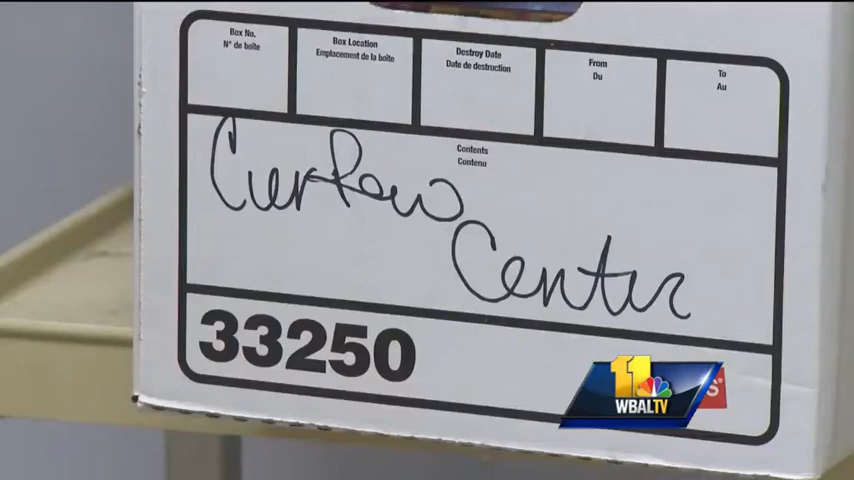 Box No. Box Location Destroy Date From To
N° de boîte Emplacement de la boîte Date de destruction Du Au
Contents
Contenu
Curfew
Center
33250
11
WBALTV